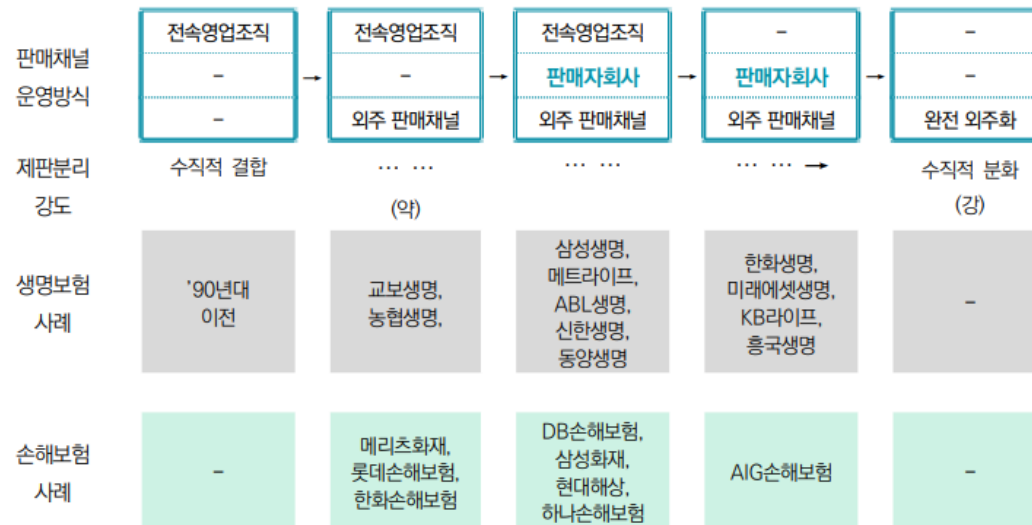 판매채널
운영방식
전속영업조직
–
–
→
전속영업조직
–
외주 판매채널
→
전속영업조직
판매자회사
외주 판매채널
→
–
판매자회사
외주 판매채널
→
–
–
완전 외주화
제판분리
강도
수직적 결합
… …
(약)
… …
… … →
수직적 분화
(강)
생명보험
사례
'90년대
이전
교보생명,
농협생명,
삼성생명,
메트라이프,
ABL생명,
신한생명,
동양생명
한화생명,
미래에셋생명,
KB라이프,
흥국생명
–
손해보험
사례
–
메리츠화재,
롯데손해보험,
한화손해보험
DB손해보험,
삼성화재,
현대해상,
하나손해보험
AIG손해보험
–